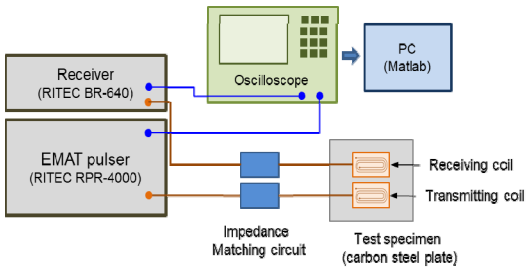 Receiver
(RITEC BR-640)
EMAT pulser
(RITEC RPR-4000)
Oscilloscope
PC
(Matlab)
Receiving coil
Transmitting coil
Impedance
Matching circuit
Test specimen
(carbon steel plate)